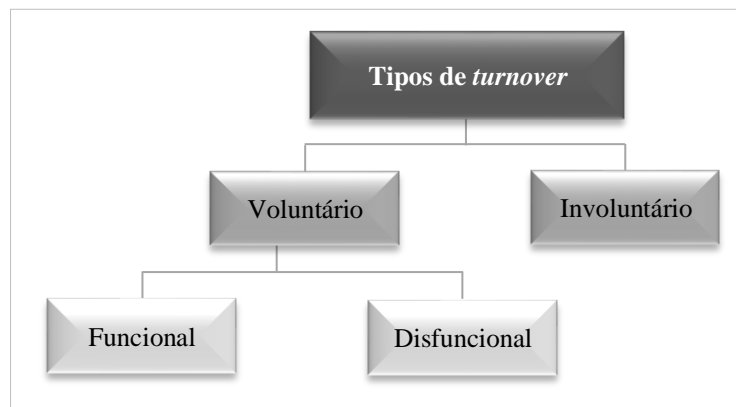 Tipos de turnover
Voluntário
Involuntário
Funcional
Disfuncional